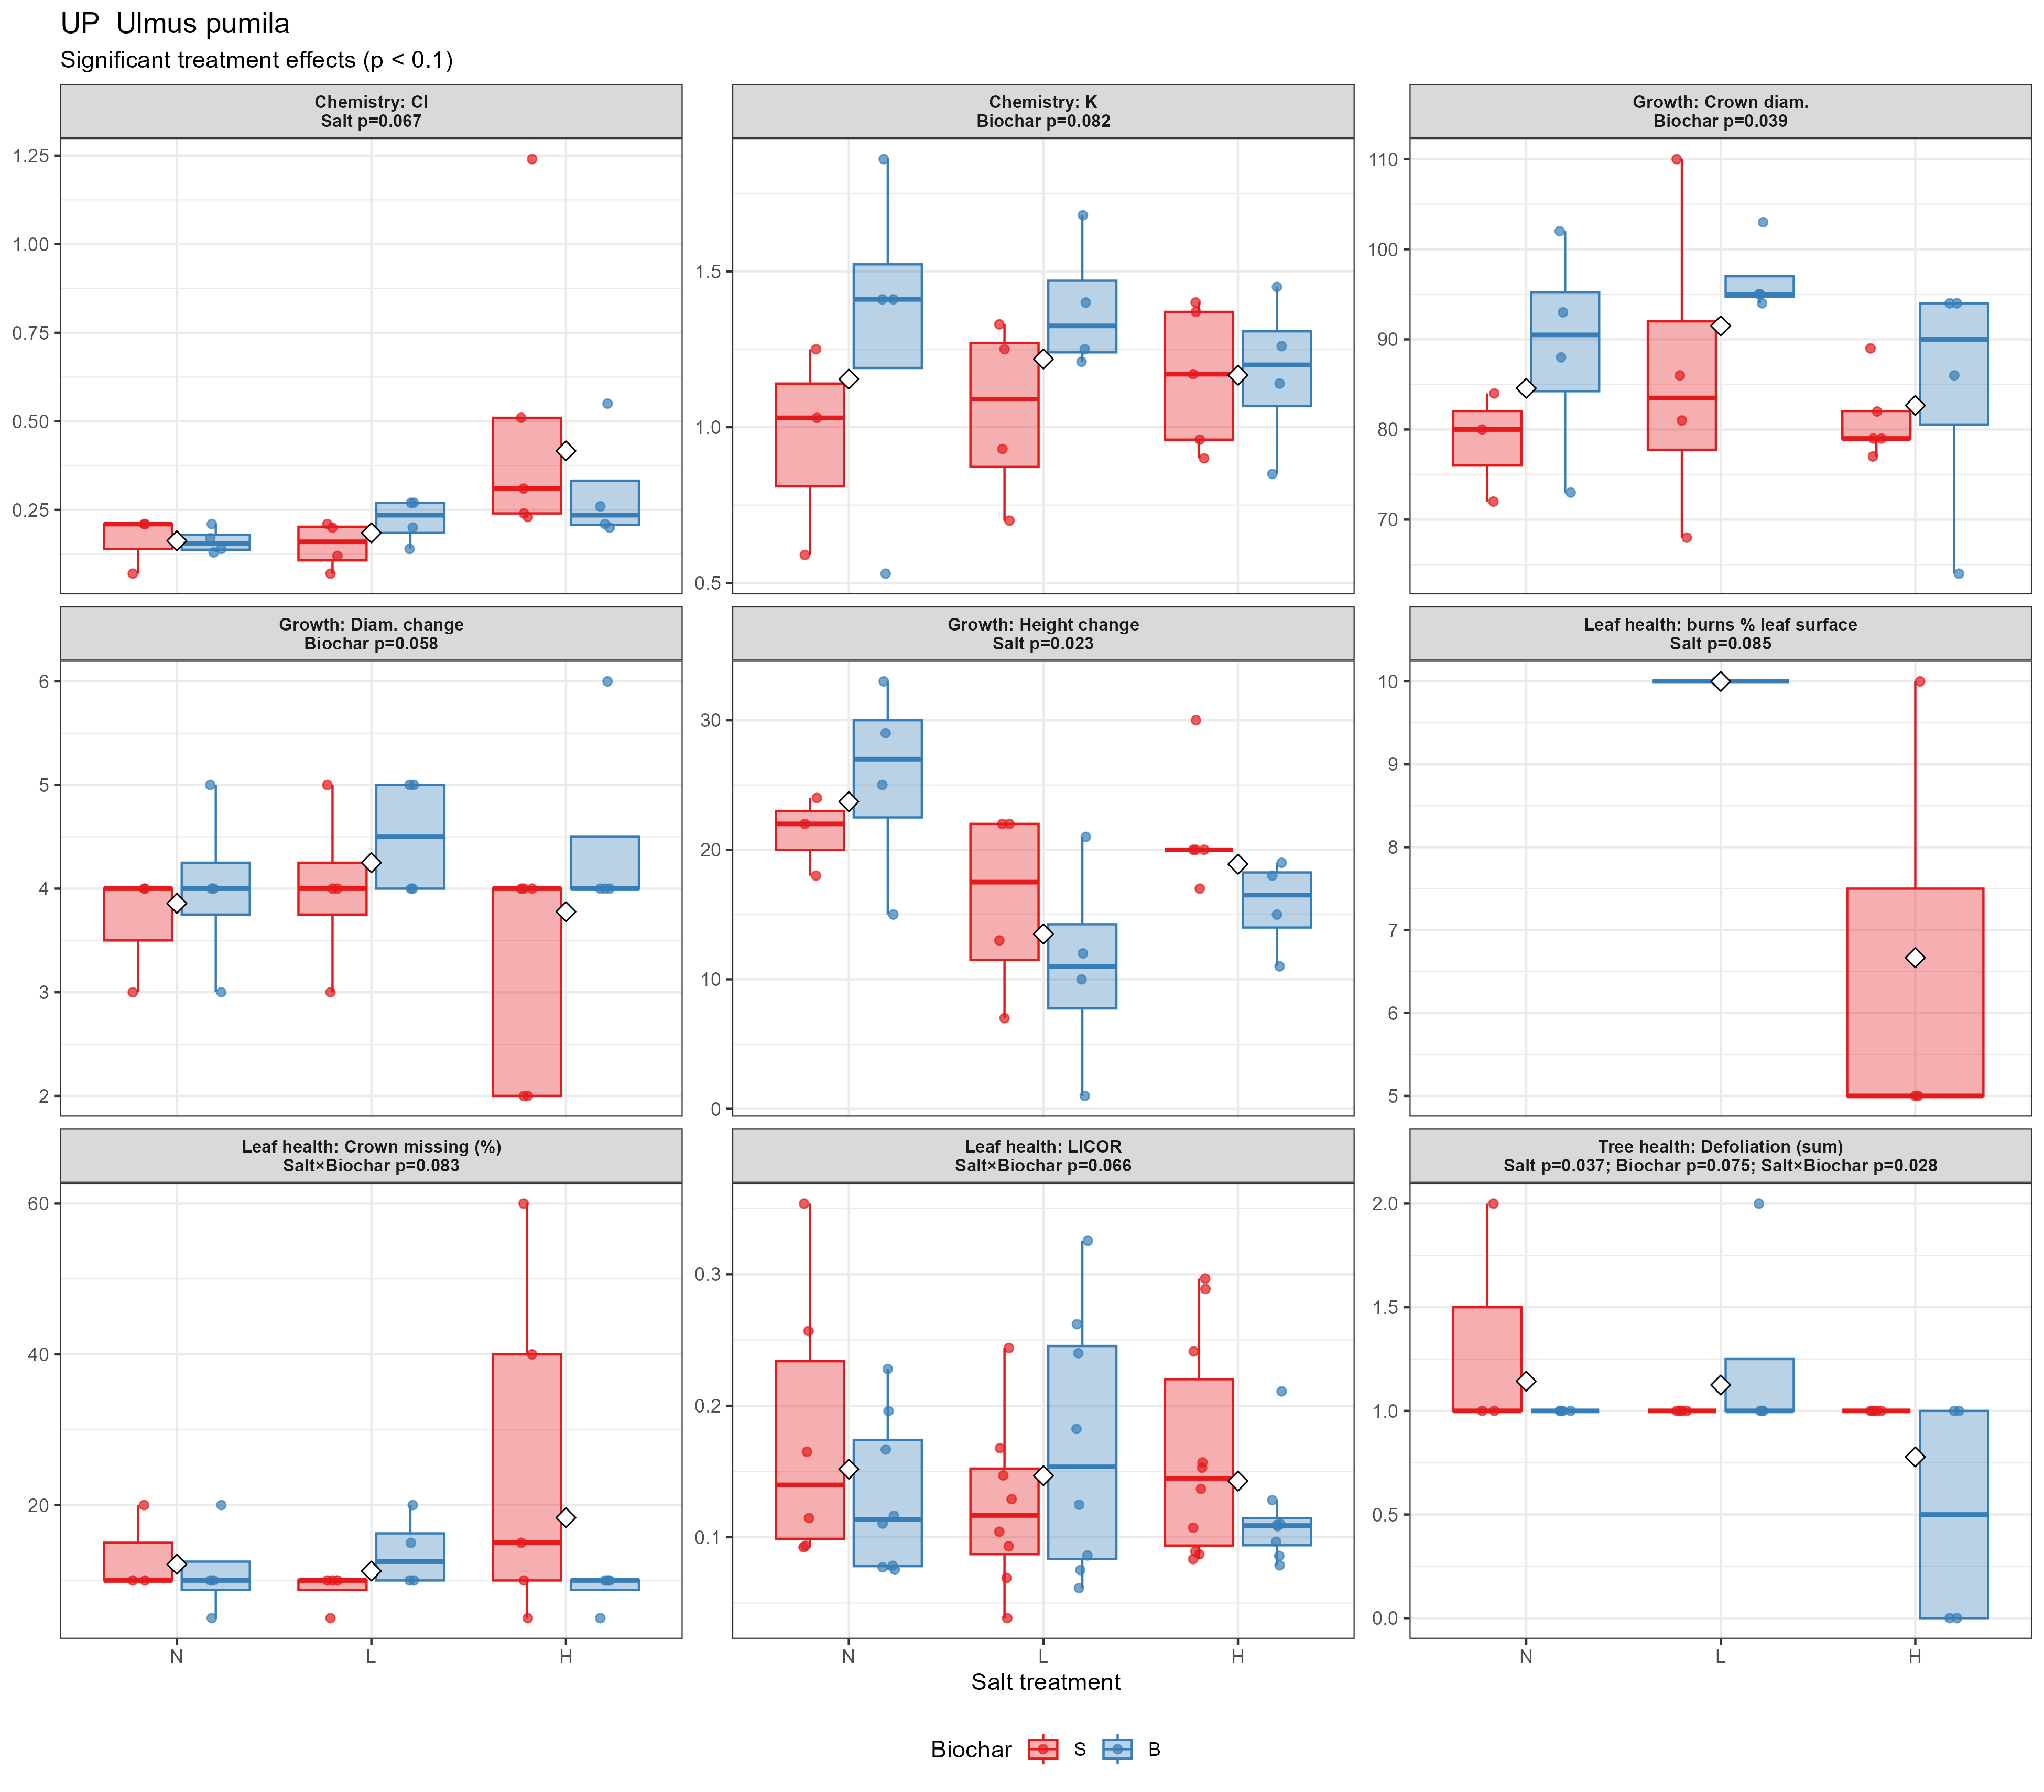 UP  Ulmus pumila
Significant treatment effects (p < 0.1)
Chemistry: Cl
Salt p=0.067
Chemistry: K
Biochar p=0.082
Growth: Crown diam.
Biochar p=0.039
1.25
1.00
0.75
0.50
0.25
1.5
1.0
0.5
110
100
90
80
70
Growth: Diam. change
Biochar p=0.058
Growth: Height change
Salt p=0.023
Leaf health: burns % leaf surface
Salt p=0.085
6
5
4
3
2
30
20
10
0
10
9
8
7
6
5
Leaf health: Crown missing (%)
Salt×Biochar p=0.083
Leaf health: LICOR
Salt×Biochar p=0.066
Tree health: Defoliation (sum)
Salt p=0.037; Biochar p=0.075; Salt×Biochar p=0.028
60
40
20
0.3
0.2
0.1
2.0
1.5
1.0
0.5
0.0
N L H
N L H
N L H
Salt treatment
Biochar S B